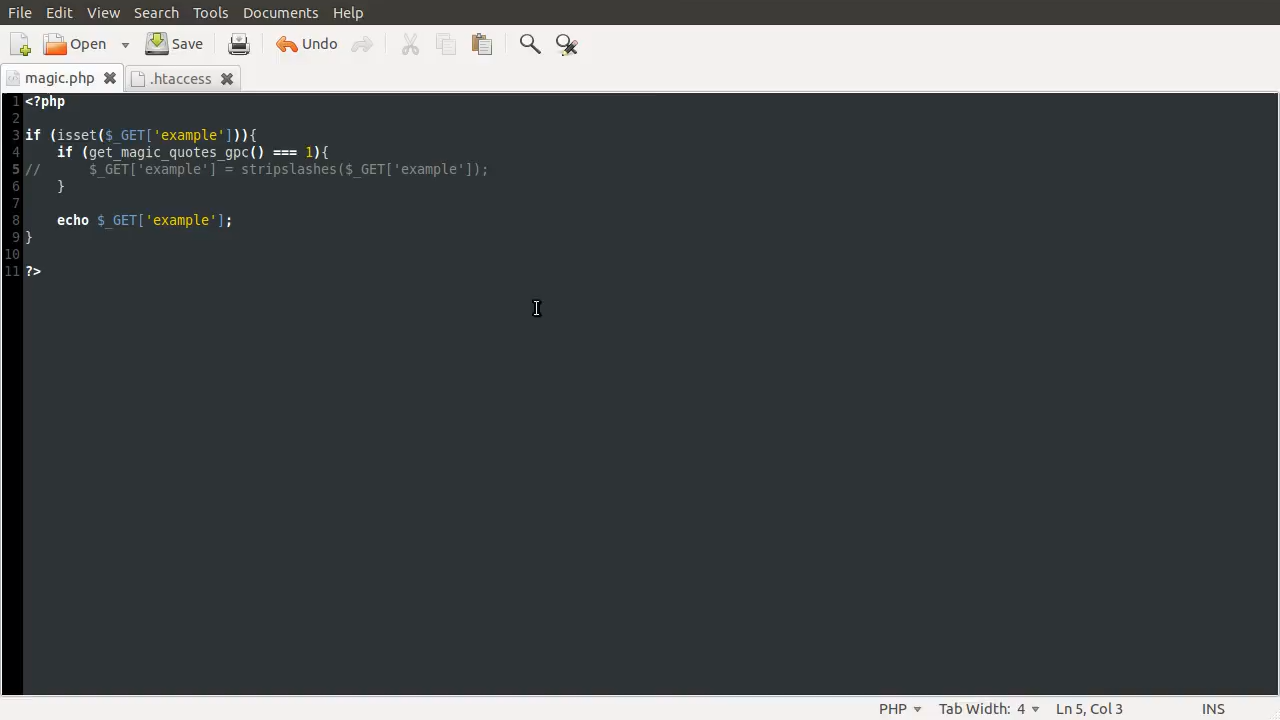 File Edit View Search Tools Documents Help
Open Save Undo
magic.php .htaccess
1 <?php
2
3 if (isset($_GET['example'])){
4     if (get_magic_quotes_gpc() === 1){
5 //      $_GET['example'] = stripslashes($_GET['example']);
6     }
7
8     echo $_GET['example'];
9 }
10
11 ?>
PHP Tab Width: 4 Ln 5, Col 3 INS